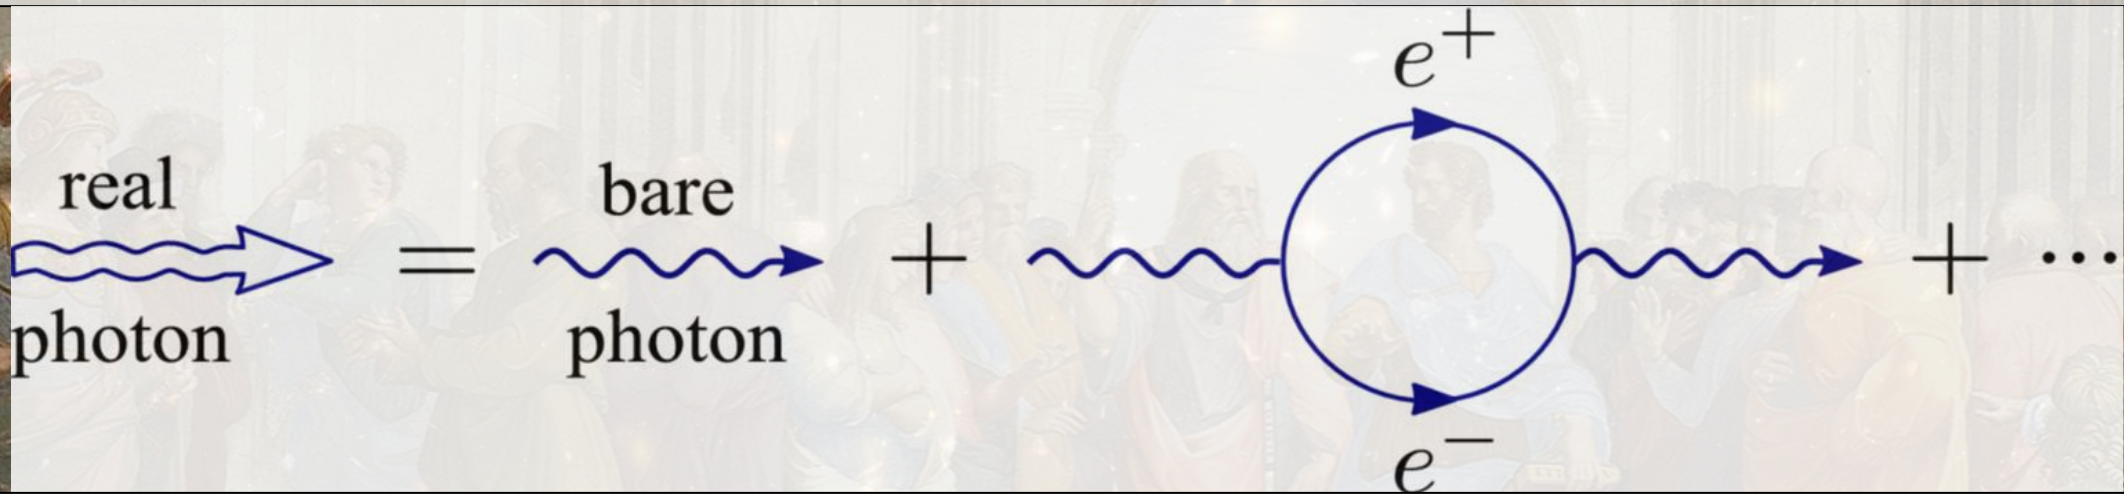 real
photon
=
bare
photon
+
e⁺
e⁻
+ ...